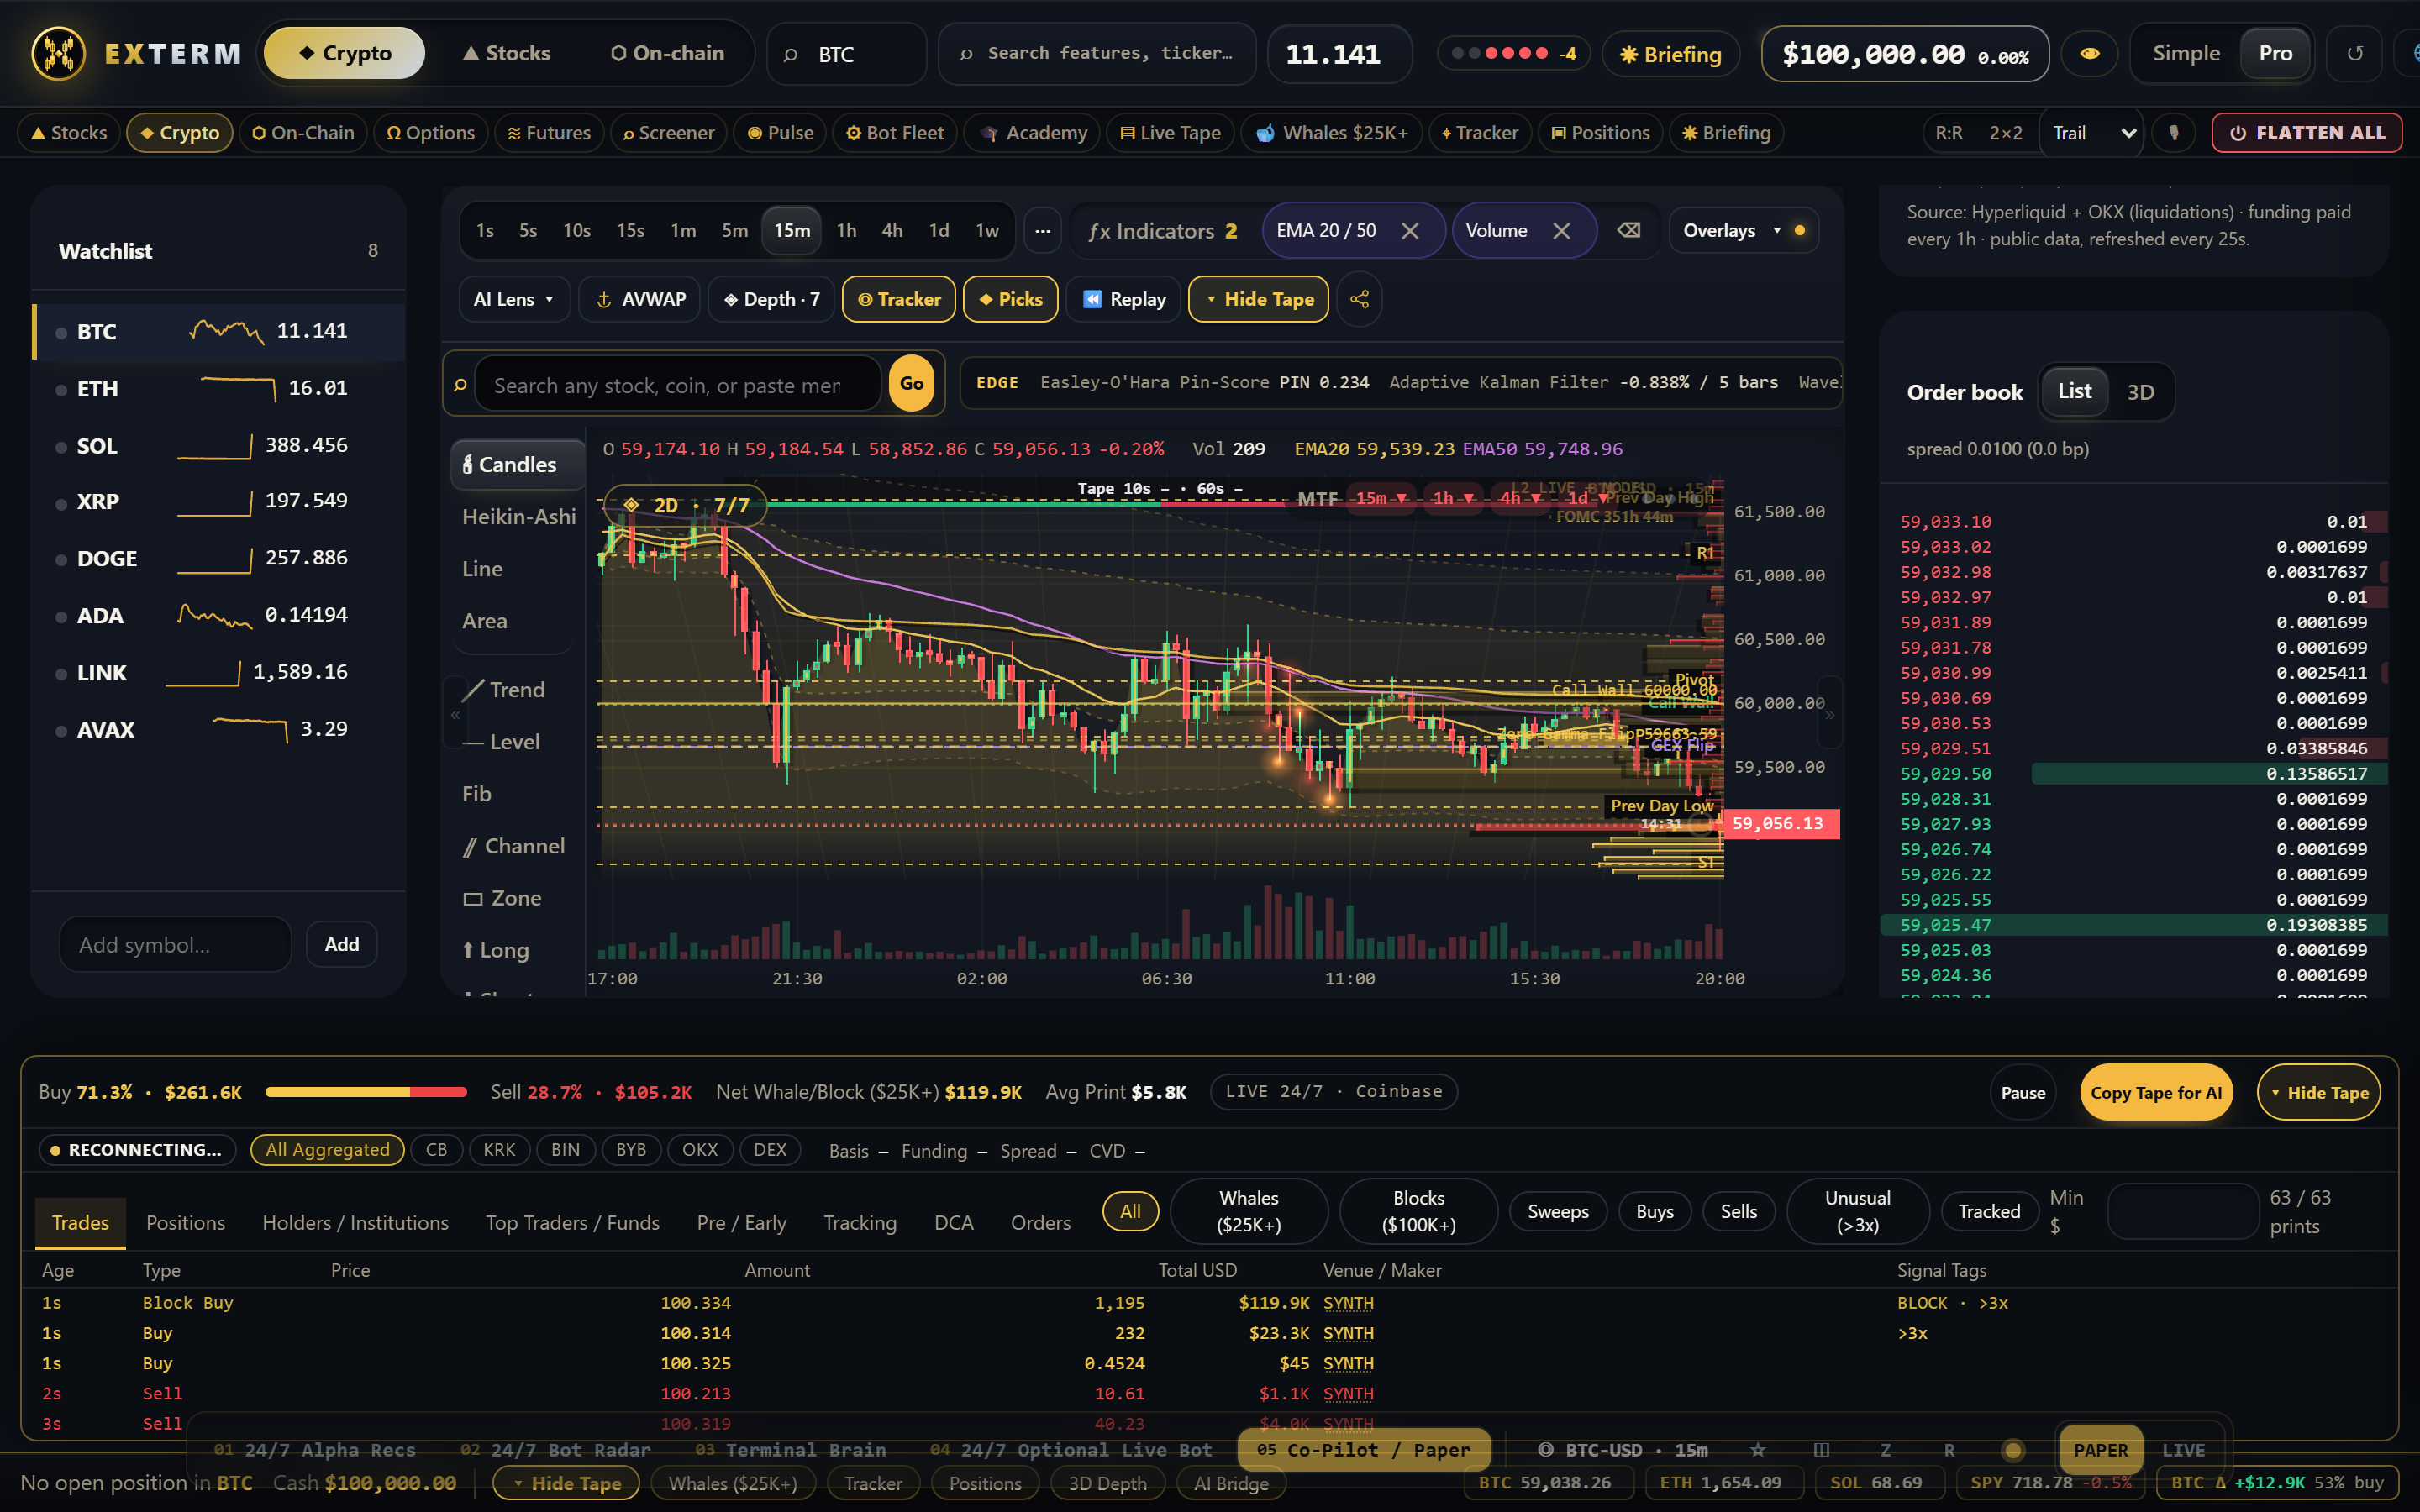 EXTERM
Crypto
Stocks
On-chain
BTC
Search features, ticker…
11.141
-4
Briefing
$100,000.00 0.00%
Simple
Pro
Stocks
Crypto
On-Chain
Options
Futures
Screener
Pulse
Bot Fleet
Academy
Live Tape
Whales $25K+
Tracker
Positions
Briefing
R:R 2×2
Trail
FLATTEN ALL
Watchlist 8
BTC 11.141
ETH 16.01
SOL 388.456
XRP 197.549
DOGE 257.886
ADA 0.14194
LINK 1,589.16
AVAX 3.29
Add symbol...
Add
1s 5s 10s 15s 1m 5m 15m 1h 4h 1d 1w
ƒx Indicators 2
EMA 20 / 50
Volume
Overlays
AI Lens
AVWAP
Depth · 7
Tracker
Picks
Replay
Hide Tape
Search any stock, coin, or paste mer
Go
EDGE Easley-O'Hara Pin-Score PIN 0.234 Adaptive Kalman Filter -0.838% / 5 bars
Candles
Heikin-Ashi
Line
Area
Trend
Level
Fib
Channel
Zone
Long
O 59,174.10 H 59,184.54 L 58,852.86 C 59,056.13 -0.20% Vol 209 EMA20 59,539.23 EMA50 59,748.96
2D · 7/7
Tape 10s – · 60s –
MTF 15m ▼ 1h ▼ 4h ▼ 1d ▼
Prev Day High
FOMC 351h 44m
R1
Pivot
Call Wall 60000.00
Call Wall
GEX Flip
Prev Day Low
14:31
S1
61,500.00
61,000.00
60,500.00
60,000.00
59,500.00
59,056.13
17:00 21:30 02:00 06:30 11:00 15:30 20:00
Source: Hyperliquid + OKX (liquidations) · funding paid
every 1h · public data, refreshed every 25s.
Order book
List
3D
spread 0.0100 (0.0 bp)
59,033.10 0.01
59,033.02 0.0001699
59,032.98 0.00317637
59,032.97 0.01
59,031.89 0.0001699
59,031.78 0.0001699
59,030.99 0.0025411
59,030.69 0.0001699
59,030.53 0.0001699
59,029.51 0.03385846
59,029.50 0.13586517
59,028.31 0.0001699
59,027.93 0.0001699
59,026.74 0.0001699
59,026.22 0.0001699
59,025.55 0.0001699
59,025.47 0.19308385
59,025.03 0.0001699
59,024.36 0.0001699
Buy 71.3% · $261.6K
Sell 28.7% · $105.2K
Net Whale/Block ($25K+) $119.9K
Avg Print $5.8K
LIVE 24/7 · Coinbase
Pause
Copy Tape for AI
Hide Tape
RECONNECTING...
All Aggregated
CB
KRK
BIN
BYB
OKX
DEX
Basis – Funding – Spread – CVD –
Trades
Positions
Holders / Institutions
Top Traders / Funds
Pre / Early
Tracking
DCA
Orders
All
Whales ($25K+)
Blocks ($100K+)
Sweeps
Buys
Sells
Unusual (>3x)
Tracked
Min $
63 / 63 prints
Age Type Price Amount Total USD Venue / Maker Signal Tags
1s Block Buy 100.334 1,195 $119.9K SYNTH BLOCK · >3x
1s Buy 100.314 232 $23.3K SYNTH >3x
1s Buy 100.325 0.4524 $45 SYNTH
2s Sell 100.213 10.61 $1.1K SYNTH
3s Sell 100.319 40.23 $4.0K SYNTH
01 24/7 Alpha Recs
02 24/7 Bot Radar
03 Terminal Brain
04 24/7 Optional Live Bot
05 Co-Pilot / Paper
BTC-USD · 15m
Z
R
PAPER
LIVE
No open position in BTC
Cash $100,000.00
Hide Tape
Whales ($25K+)
Tracker
Positions
3D Depth
AI Bridge
BTC 59,038.26
ETH 1,654.09
SOL 68.69
SPY 718.78 -0.5%
BTC Δ +$12.9K 53% buy